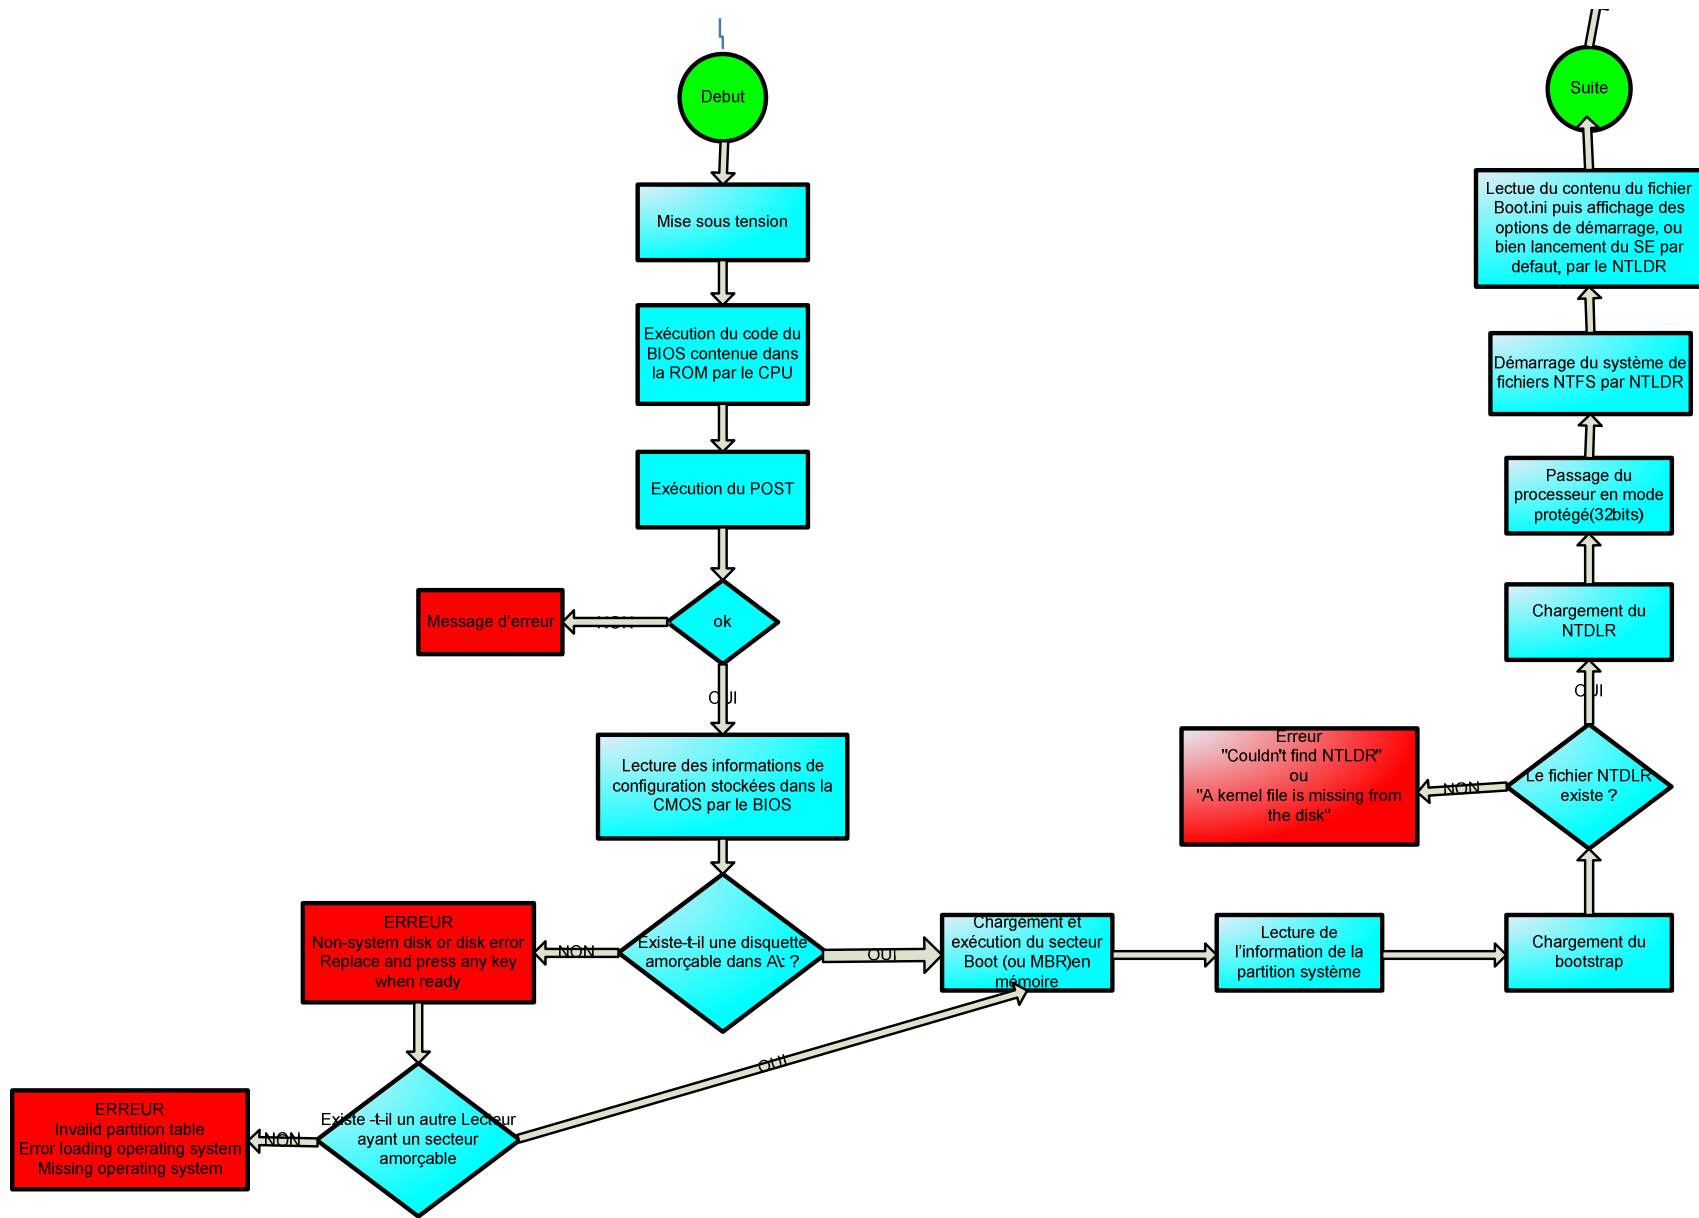 Debut
Mise sous tension
Exécution du code du
BIOS contenue dans
la ROM par le CPU
Exécution du POST
ok
NON
Message d'erreur
OUI
Lecture des informations de
configuration stockées dans la
CMOS par le BIOS
Existe-t-il une disquette
amorçable dans A\: ?
NON
ERREUR
Non-system disk or disk error
Replace and press any key
when ready
Existe -t-il un autre Lecteur
ayant un secteur
amorçable
NON
ERREUR
Invalid partition table
Error loading operating system
Missing operating system
OUI
OUI
Chargement et
exécution du secteur
Boot (ou MBR)en
mémoire
Lecture de
l'information de la
partition système
Chargement du
bootstrap
Le fichier NTDLR
existe ?
NON
Erreur
"Couldn't find NTLDR"
ou
"A kernel file is missing from
the disk"
OUI
Chargement du
NTDLR
Passage du
processeur en mode
protégé(32bits)
Démarrage du système de
fichiers NTFS par NTLDR
Lectue du contenu du fichier
Boot.ini puis affichage des
options de démarrage, ou
bien lancement du SE par
defaut, par le NTLDR
Suite